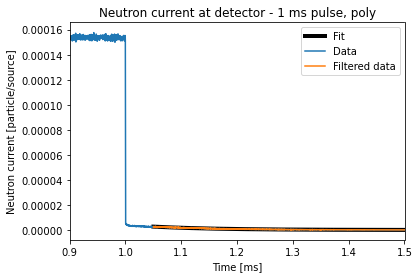 Neutron current at detector - 1 ms pulse, poly
Neutron current [particle/source]
0.00016
0.00014
0.00012
0.00010
0.00008
0.00006
0.00004
0.00002
0.00000
Fit
Data
Filtered data
0.9
1.0
1.1
1.2
1.3
1.4
1.5
Time [ms]